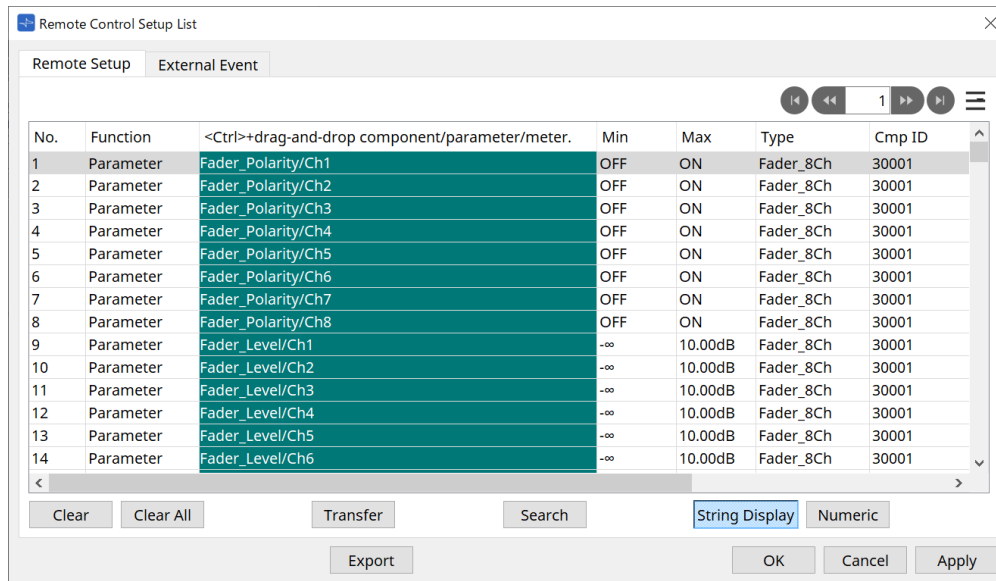 Remote Control Setup List
Remote Setup External Event
1
No. Function <Ctrl>+drag-and-drop component/parameter/meter. Min Max Type Cmp ID
1 Parameter Fader_Polarity/Ch1 OFF ON Fader_8Ch 30001
2 Parameter Fader_Polarity/Ch2 OFF ON Fader_8Ch 30001
3 Parameter Fader_Polarity/Ch3 OFF ON Fader_8Ch 30001
4 Parameter Fader_Polarity/Ch4 OFF ON Fader_8Ch 30001
5 Parameter Fader_Polarity/Ch5 OFF ON Fader_8Ch 30001
6 Parameter Fader_Polarity/Ch6 OFF ON Fader_8Ch 30001
7 Parameter Fader_Polarity/Ch7 OFF ON Fader_8Ch 30001
8 Parameter Fader_Polarity/Ch8 OFF ON Fader_8Ch 30001
9 Parameter Fader_Level/Ch1 -∞ 10.00dB Fader_8Ch 30001
10 Parameter Fader_Level/Ch2 -∞ 10.00dB Fader_8Ch 30001
11 Parameter Fader_Level/Ch3 -∞ 10.00dB Fader_8Ch 30001
12 Parameter Fader_Level/Ch4 -∞ 10.00dB Fader_8Ch 30001
13 Parameter Fader_Level/Ch5 -∞ 10.00dB Fader_8Ch 30001
14 Parameter Fader_Level/Ch6 -∞ 10.00dB Fader_8Ch 30001
Clear Clear All Transfer Search String Display Numeric
Export OK Cancel Apply